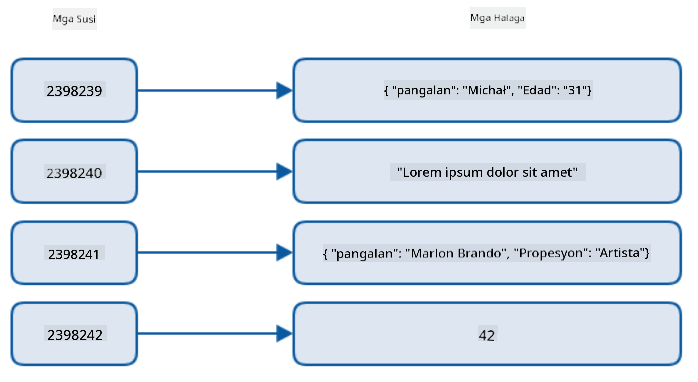 Mga Susi
Mga Halaga
2398239
{ "pangalan": "Michał", "Edad": "31"}
2398240
"Lorem ipsum dolor sit amet"
2398241
{ "pangalan": "Marlon Brando", "Propesyon": "Artista"}
2398242
42